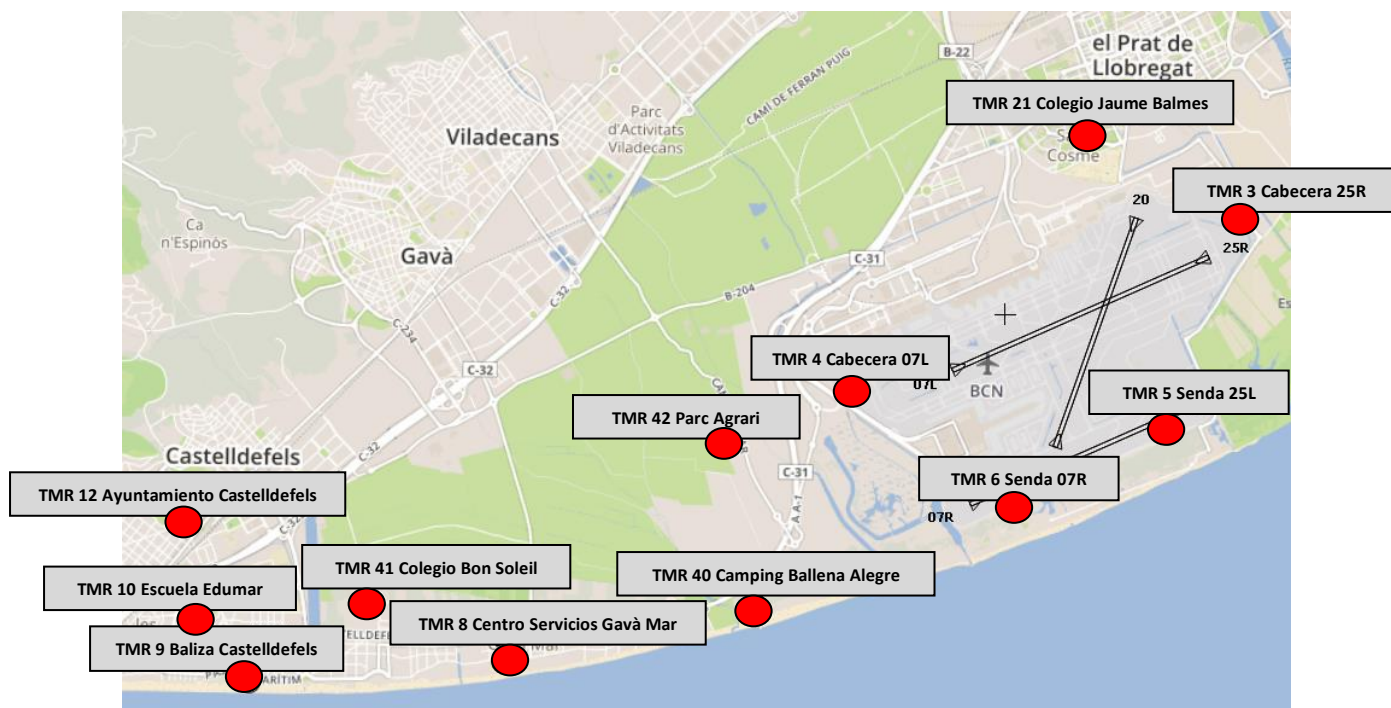 el Prat de
Llobregat
B-22
CAMÍ DE FERRAN PUIG
TMR 21 Colegio Jaume Balmes
Parc
d'Activitats
Viladecans
Viladecans
Cosme
TMR 3 Cabecera 25R
20
25R
Ca
n'Espinós
Gavà
C-31
C-32
B-204
C-234
TMR 4 Cabecera 07L
07L
BCN
C-32
TMR 5 Senda 25L
TMR 42 Parc Agrari
C-32
Castelldefels
C-31
TMR 6 Senda 07R
TMR 12 Ayuntamiento Castelldefels
AA-1
07R
C-32
TMR 41 Colegio Bon Soleil
TMR 40 Camping Ballena Alegre
TMR 10 Escuela Edumar
TMR 8 Centro Servicios Gavà Mar
TMR 9 Baliza Castelldefels